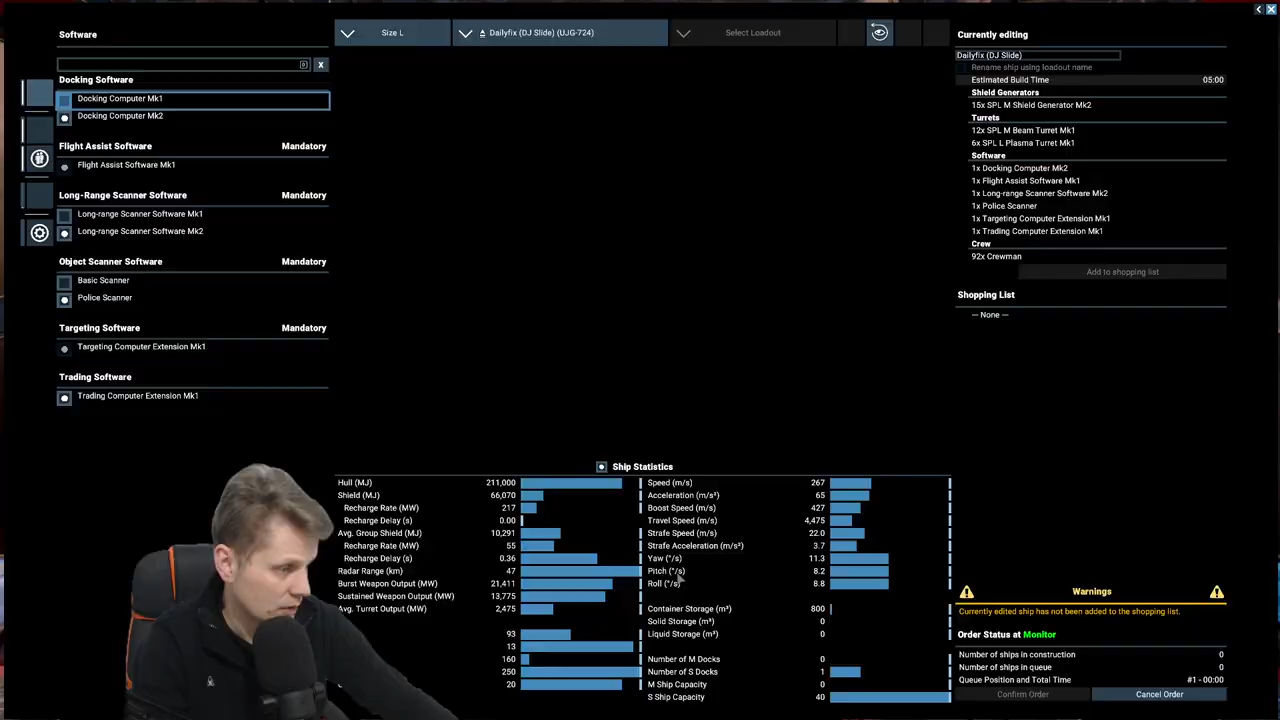 Software
Size L
Dailyfix (DJ Slide) (UJG-724)
Select Loadout
X
Docking Software
Docking Computer Mk1
Docking Computer Mk2
Flight Assist Software Mandatory
Flight Assist Software Mk1
Long-Range Scanner Software Mandatory
Long-range Scanner Software Mk1
Long-range Scanner Software Mk2
Object Scanner Software Mandatory
Basic Scanner
Police Scanner
Targeting Software Mandatory
Targeting Computer Extension Mk1
Trading Software
Trading Computer Extension Mk1
Ship Statistics
Hull (MJ) 211,000
Shield (MJ) 66,070
Recharge Rate (MW) 217
Recharge Delay (s) 0.00
Avg. Group Shield (MJ) 10,291
Recharge Rate (MW) 55
Recharge Delay (s) 0.36
Radar Range (km) 47
Burst Weapon Output (MW) 21,411
Sustained Weapon Output (MW) 13,775
Avg. Turret Output (MW) 2,475
93
13
160
250
20
Speed (m/s) 267
Acceleration (m/s²) 65
Boost Speed (m/s) 427
Travel Speed (m/s) 4,475
Strafe Speed (m/s) 22.0
Strafe Acceleration (m/s²) 3.7
Yaw (°/s) 11.3
Pitch (°/s) 8.2
Roll (°/s) 8.8
Container Storage (m³) 800
Solid Storage (m³) 0
Liquid Storage (m³) 0
Number of M Docks 0
Number of S Docks 1
M Ship Capacity 0
S Ship Capacity 40
Currently editing
Dailyfix (DJ Slide)
Rename ship using loadout name
Estimated Build Time 05:00
Shield Generators
15x SPL M Shield Generator Mk2
Turrets
12x SPL M Beam Turret Mk1
6x SPL L Plasma Turret Mk1
Software
1x Docking Computer Mk2
1x Flight Assist Software Mk1
1x Long-range Scanner Software Mk2
1x Police Scanner
1x Targeting Computer Extension Mk1
1x Trading Computer Extension Mk1
Crew
92x Crewman
Add to shopping list
Shopping List
— None —
Warnings
Currently edited ship has not been added to the shopping list.
Order Status at Monitor
Number of ships in construction 0
Number of ships in queue 0
Queue Position and Total Time #1 - 00:00
Confirm Order
Cancel Order